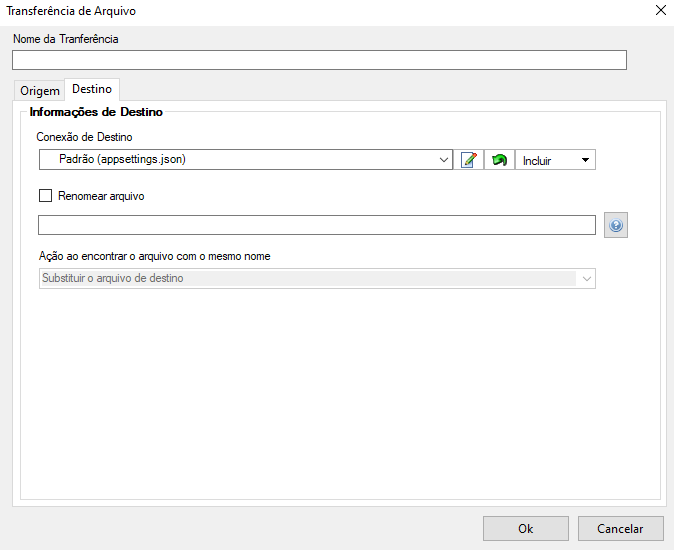 Transferência de Arquivo
Nome da Tranferência
Origem
Destino
Informações de Destino
Conexão de Destino
Padrão (appsettings.json)
Incluir
Renomear arquivo
?
Ação ao encontrar o arquivo com o mesmo nome
Substituir o arquivo de destino
Ok
Cancelar